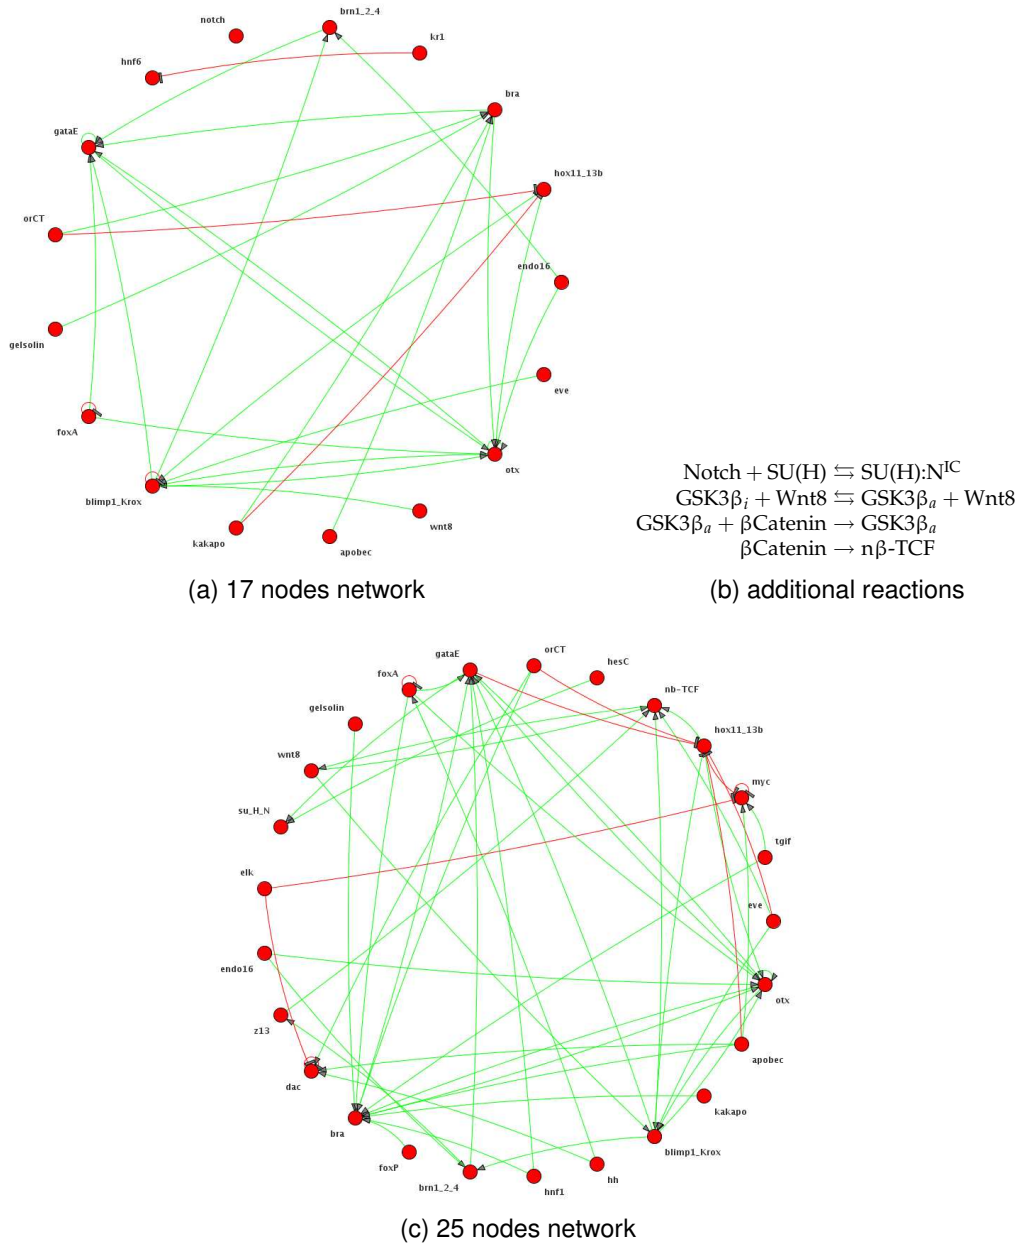 notch
brn1_2_4
kr1
hnf6
bra
gataE
hox11_13b
orCT
endo16
gelsolin
eve
foxA
otx
blimp1_Krox
wnt8
kakapo
apobec
Notch + SU(H) ⇆ SU(H):N^IC
GSK3β_i + Wnt8 ⇆ GSK3β_a + Wnt8
GSK3β_a + βCatenin → GSK3β_a
βCatenin → nβ-TCF
(a) 17 nodes network
(b) additional reactions
orCT
gataE
hesC
foxA
nb-TCF
gelsolin
hox11_13b
wnt8
myc
su_H_N
tgif
elk
eve
endo16
otx
z13
apobec
dac
kakapo
bra
blimp1_Krox
foxP
hh
brn1_2_4
hnf1
(c) 25 nodes network